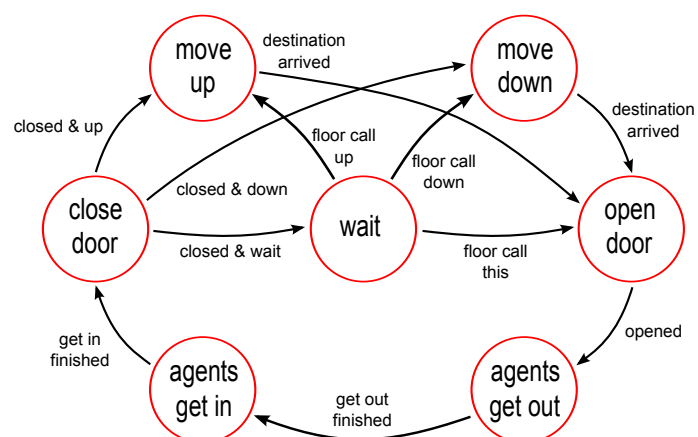 move
up
destination
arrived
move
down
closed & up
floor call
up
floor call
down
destination
arrived
closed & down
close
door
wait
open
door
closed & wait
floor call
this
get in
finished
opened
agents
get in
get out
finished
agents
get out